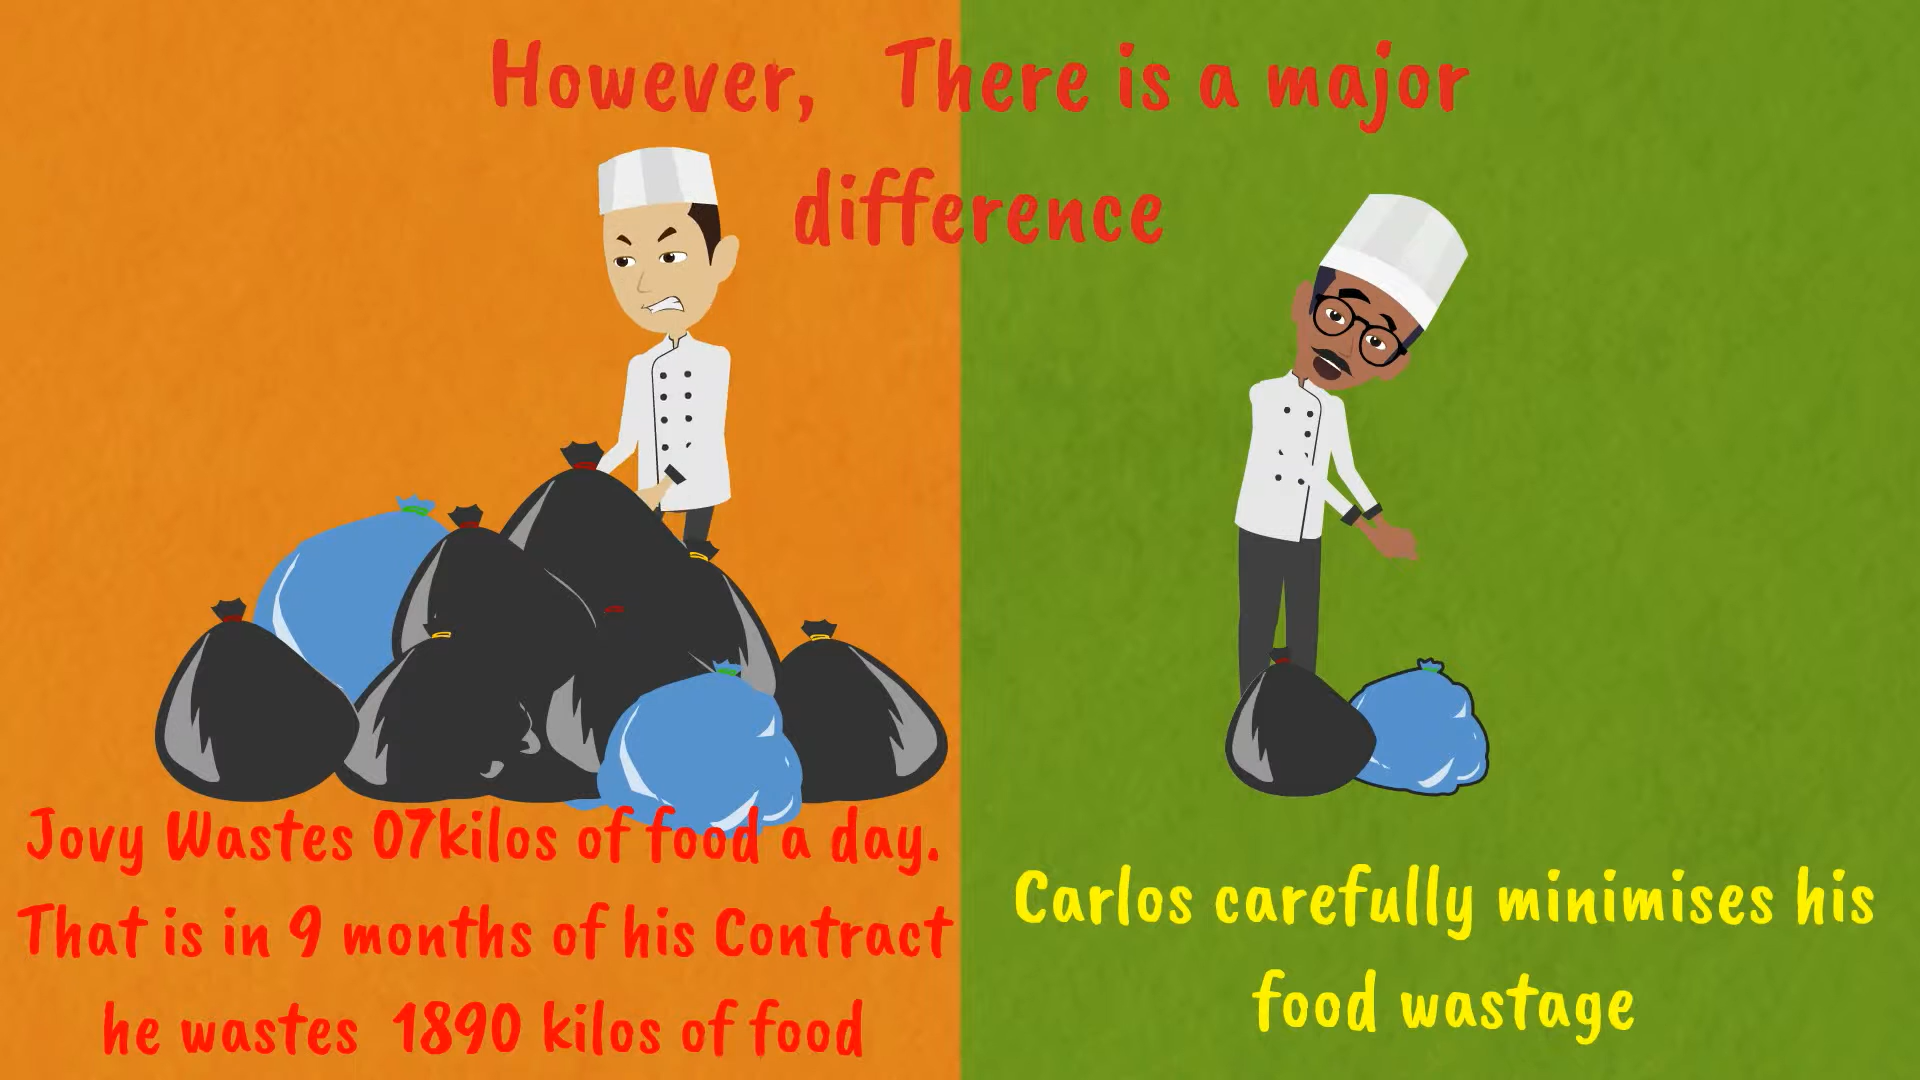 However, There is a major
difference
Jovy Wastes 07kilos of food a day.
That is in 9 months of his Contract
he wastes 1890 kilos of food
Carlos carefully minimises his
food wastage